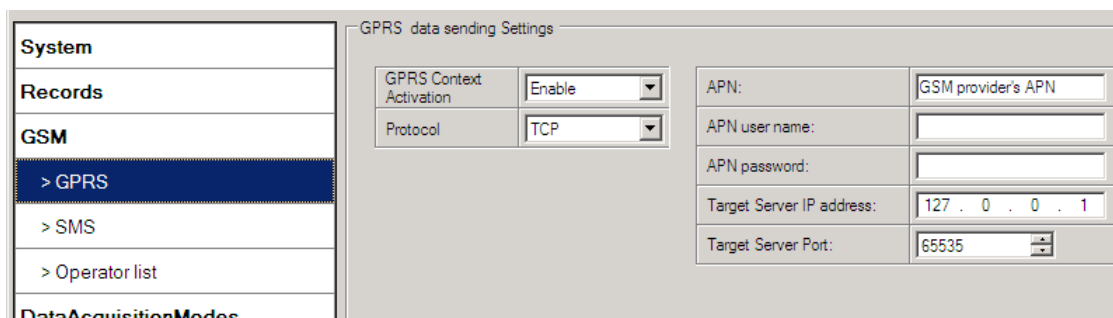 System
Records
GSM
> GPRS
> SMS
> Operator list
DataAcquisitionModes
GPRS data sending Settings
GPRS Context
Activation
Enable
Protocol
TCP
APN:
GSM provider's APN
APN user name:
APN password:
Target Server IP address:
127 . 0 . 0 . 1
Target Server Port:
65535